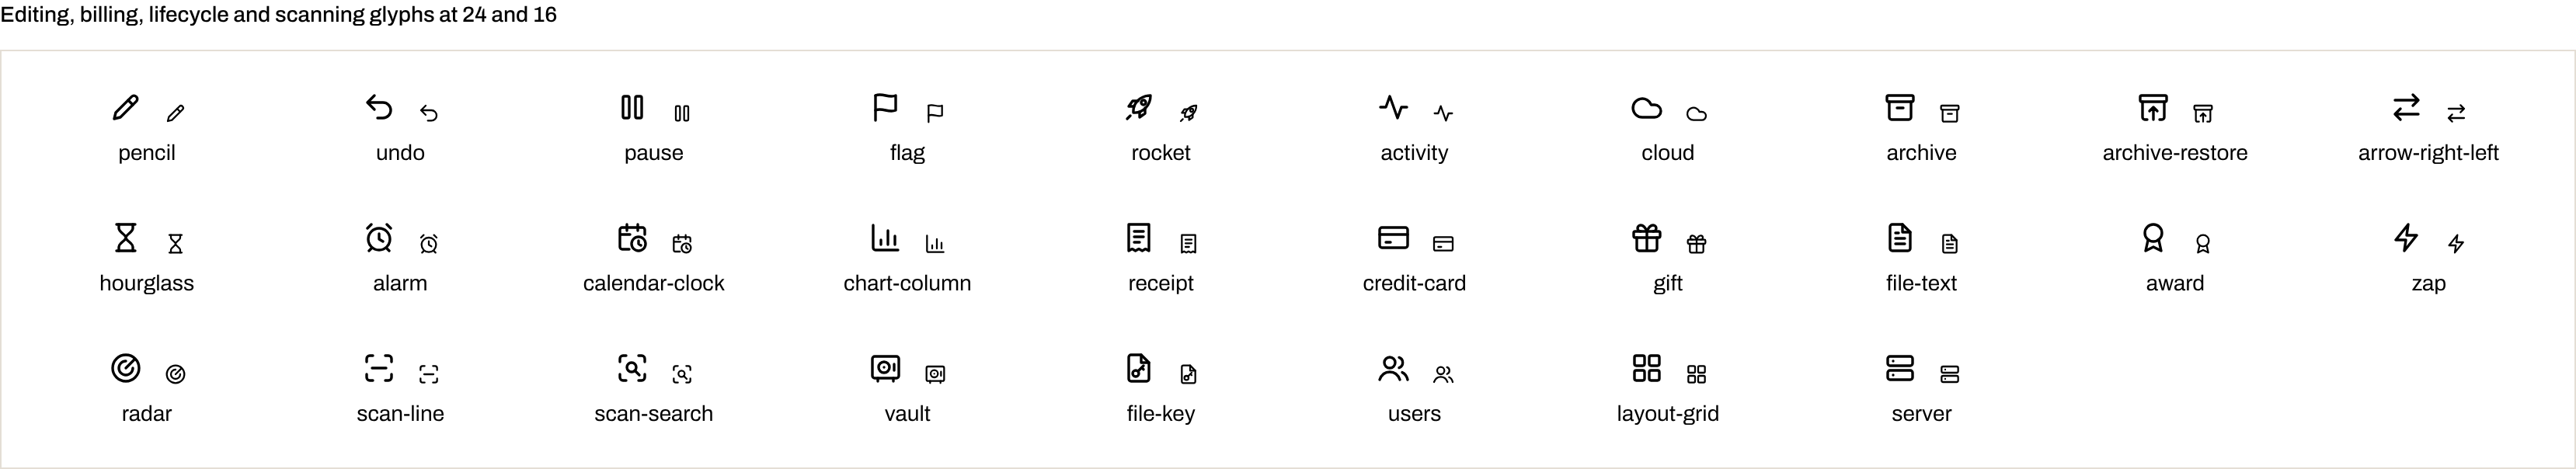 Editing, billing, lifecycle and scanning glyphs at 24 and 16
pencil undo pause flag rocket activity cloud archive archive-restore arrow-right-left
hourglass alarm calendar-clock chart-column receipt credit-card gift file-text award zap
radar scan-line scan-search vault file-key users layout-grid server